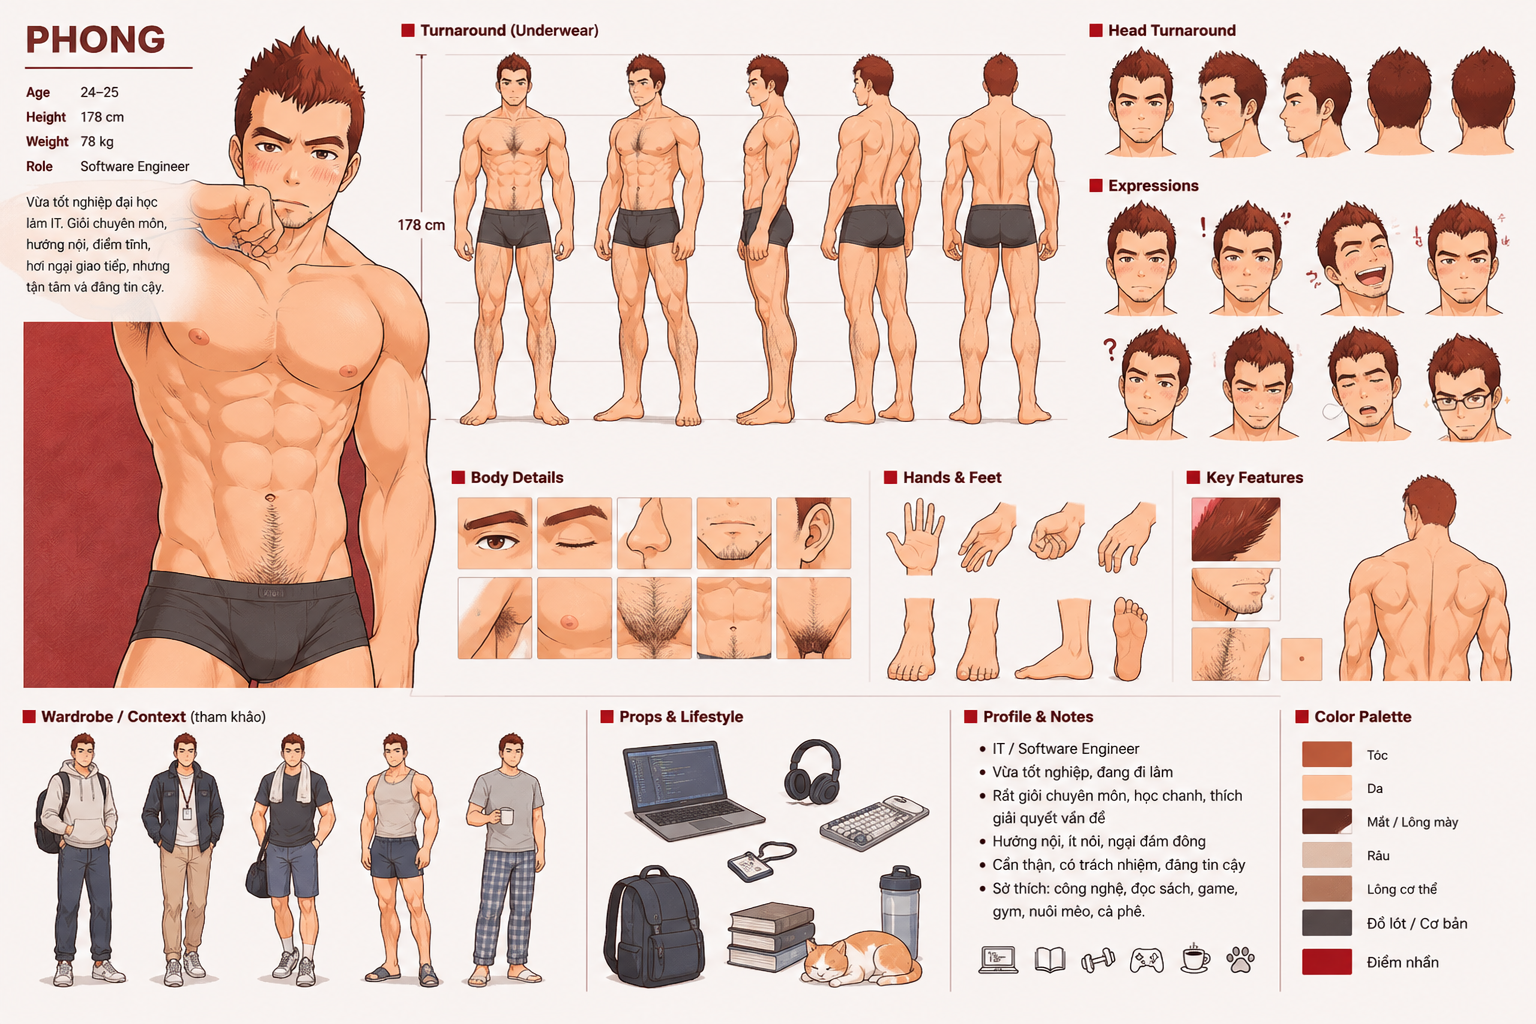 PHONG
Age 24–25
Height 178 cm
Weight 78 kg
Role Software Engineer
Vừa tốt nghiệp đại học
làm IT. Giỏi chuyên môn,
hướng nội, điềm tĩnh,
hơi ngại giao tiếp, nhưng
tận tâm và đáng tin cậy.
Turnaround (Underwear)
178 cm
Head Turnaround
Expressions
!
?
Body Details
Hands & Feet
Key Features
Wardrobe / Context (tham khảo)
Props & Lifestyle
Profile & Notes
• IT / Software Engineer
• Vừa tốt nghiệp, đang đi làm
• Rất giỏi chuyên môn, học chanh, thích
giải quyết vấn đề
• Hướng nội, ít nói, ngại đám đông
• Cẩn thận, có trách nhiệm, đáng tin cậy
• Sở thích: công nghệ, đọc sách, game,
gym, nuôi mèo, cà phê.
Color Palette
Tóc
Da
Mắt / Lông mày
Râu
Lông cơ thể
Đồ lót / Cơ bản
Điểm nhấn